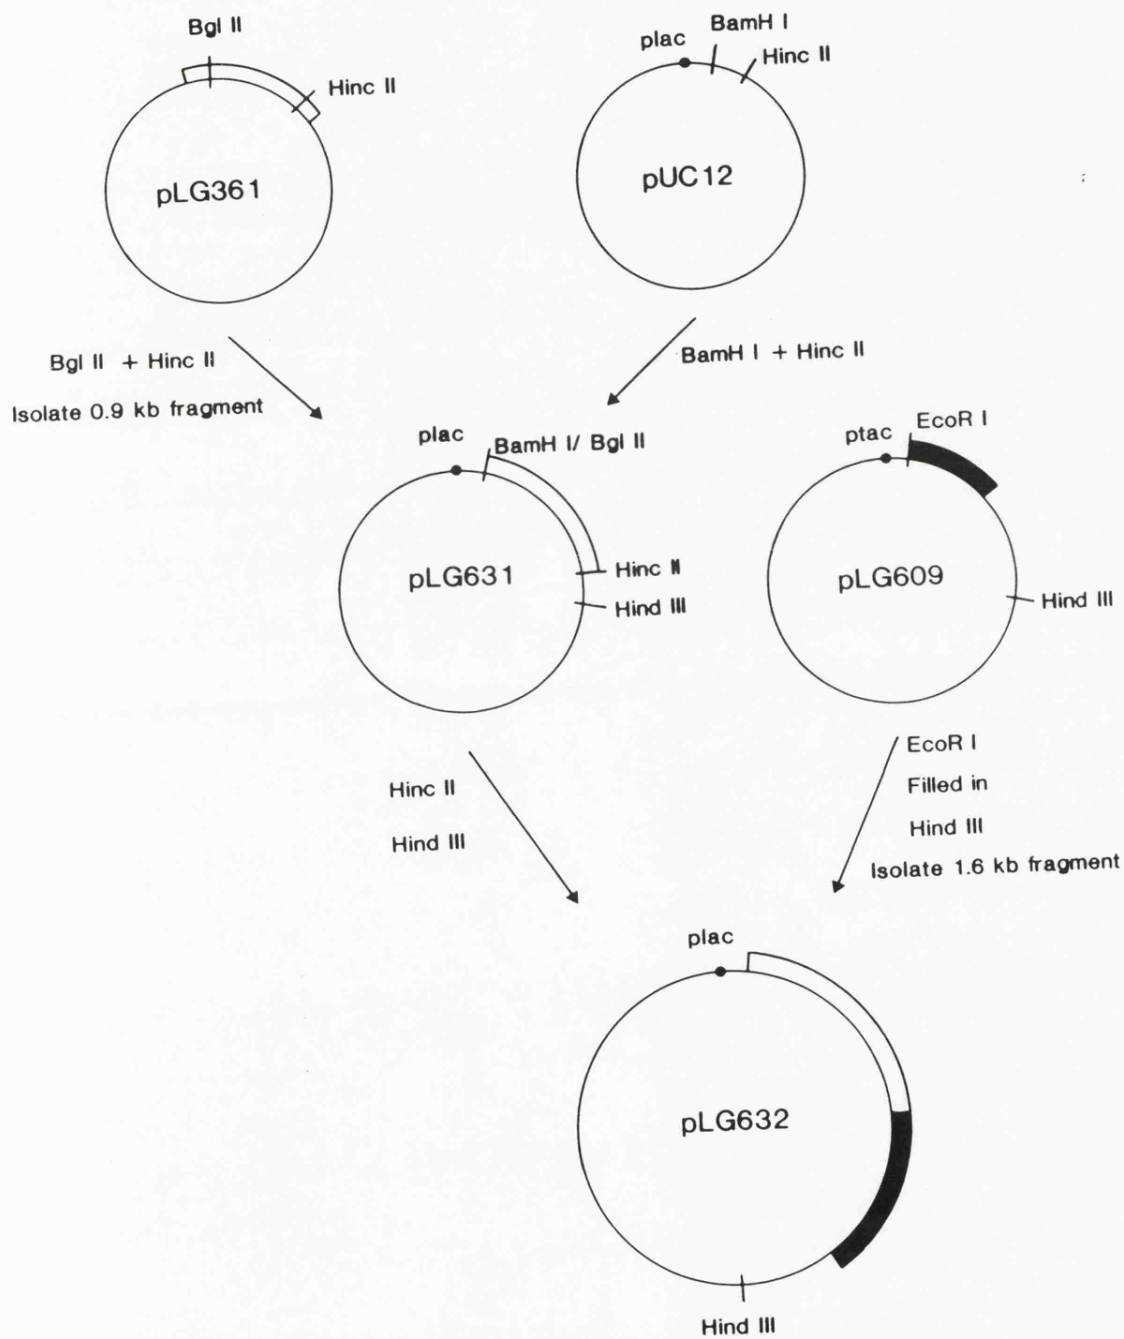 Bgl II
Hinc II
pLG361
plac
BamH I
Hinc II
pUC12
Bgl II + Hinc II
Isolate 0.9 kb fragment
BamH I + Hinc II
plac
BamH I/ Bgl II
Hinc II
Hind III
pLG631
ptac
EcoR I
pLG609
Hind III
Hinc II
Hind III
EcoR I
Filled in
Hind III
Isolate 1.6 kb fragment
plac
pLG632
Hind III